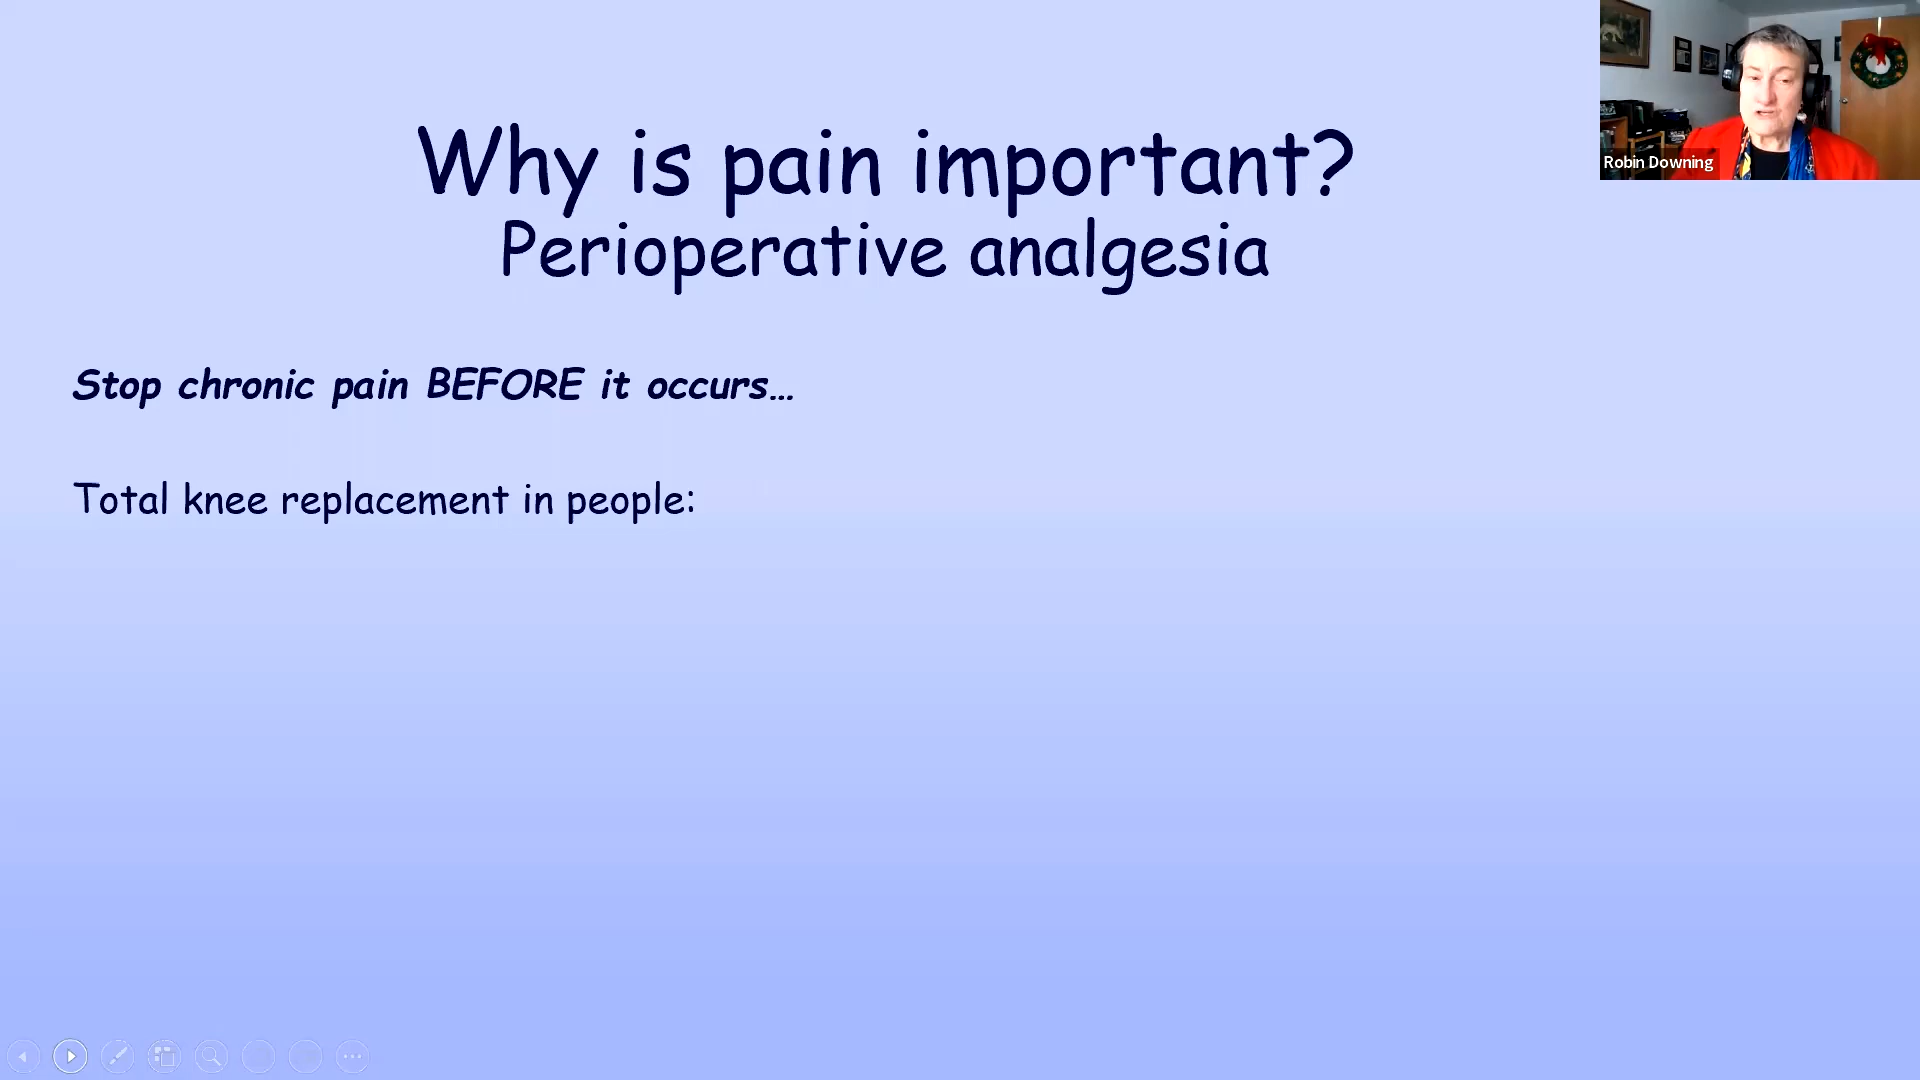 Why is pain important?
Perioperative analgesia
Stop chronic pain BEFORE it occurs…
Total knee replacement in people:
Robin Downing